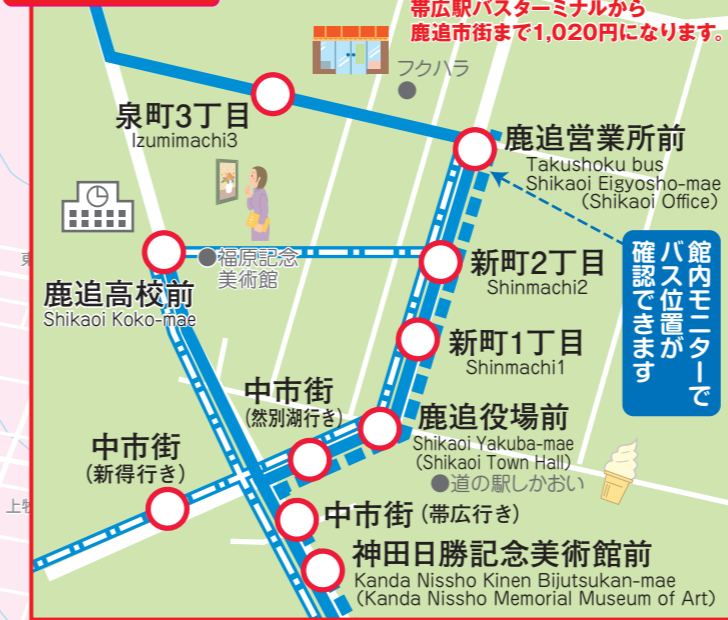 帯広駅バスターミナルから
鹿追市街まで1,020円になります。
フクハラ
泉町3丁目
Izumimachi3
鹿追営業所前
Takushoku bus
Shikaoi Eigyosho-mae
(Shikaoi Office)
福原記念
美術館
鹿追高校前
Shikaoi Koko-mae
新町2丁目
Shinmachi2
館内モニターで
バス位置が
確認できます
新町1丁目
Shinmachi1
中市街
(然別湖行き)
鹿追役場前
Shikaoi Yakuba-mae
(Shikaoi Town Hall)
道の駅しかおい
中市街
(新得行き)
中市街(帯広行き)
神田日勝記念美術館前
Kanda Nissho Kinen Bijutsukan-mae
(Kanda Nissho Memorial Museum of Art)